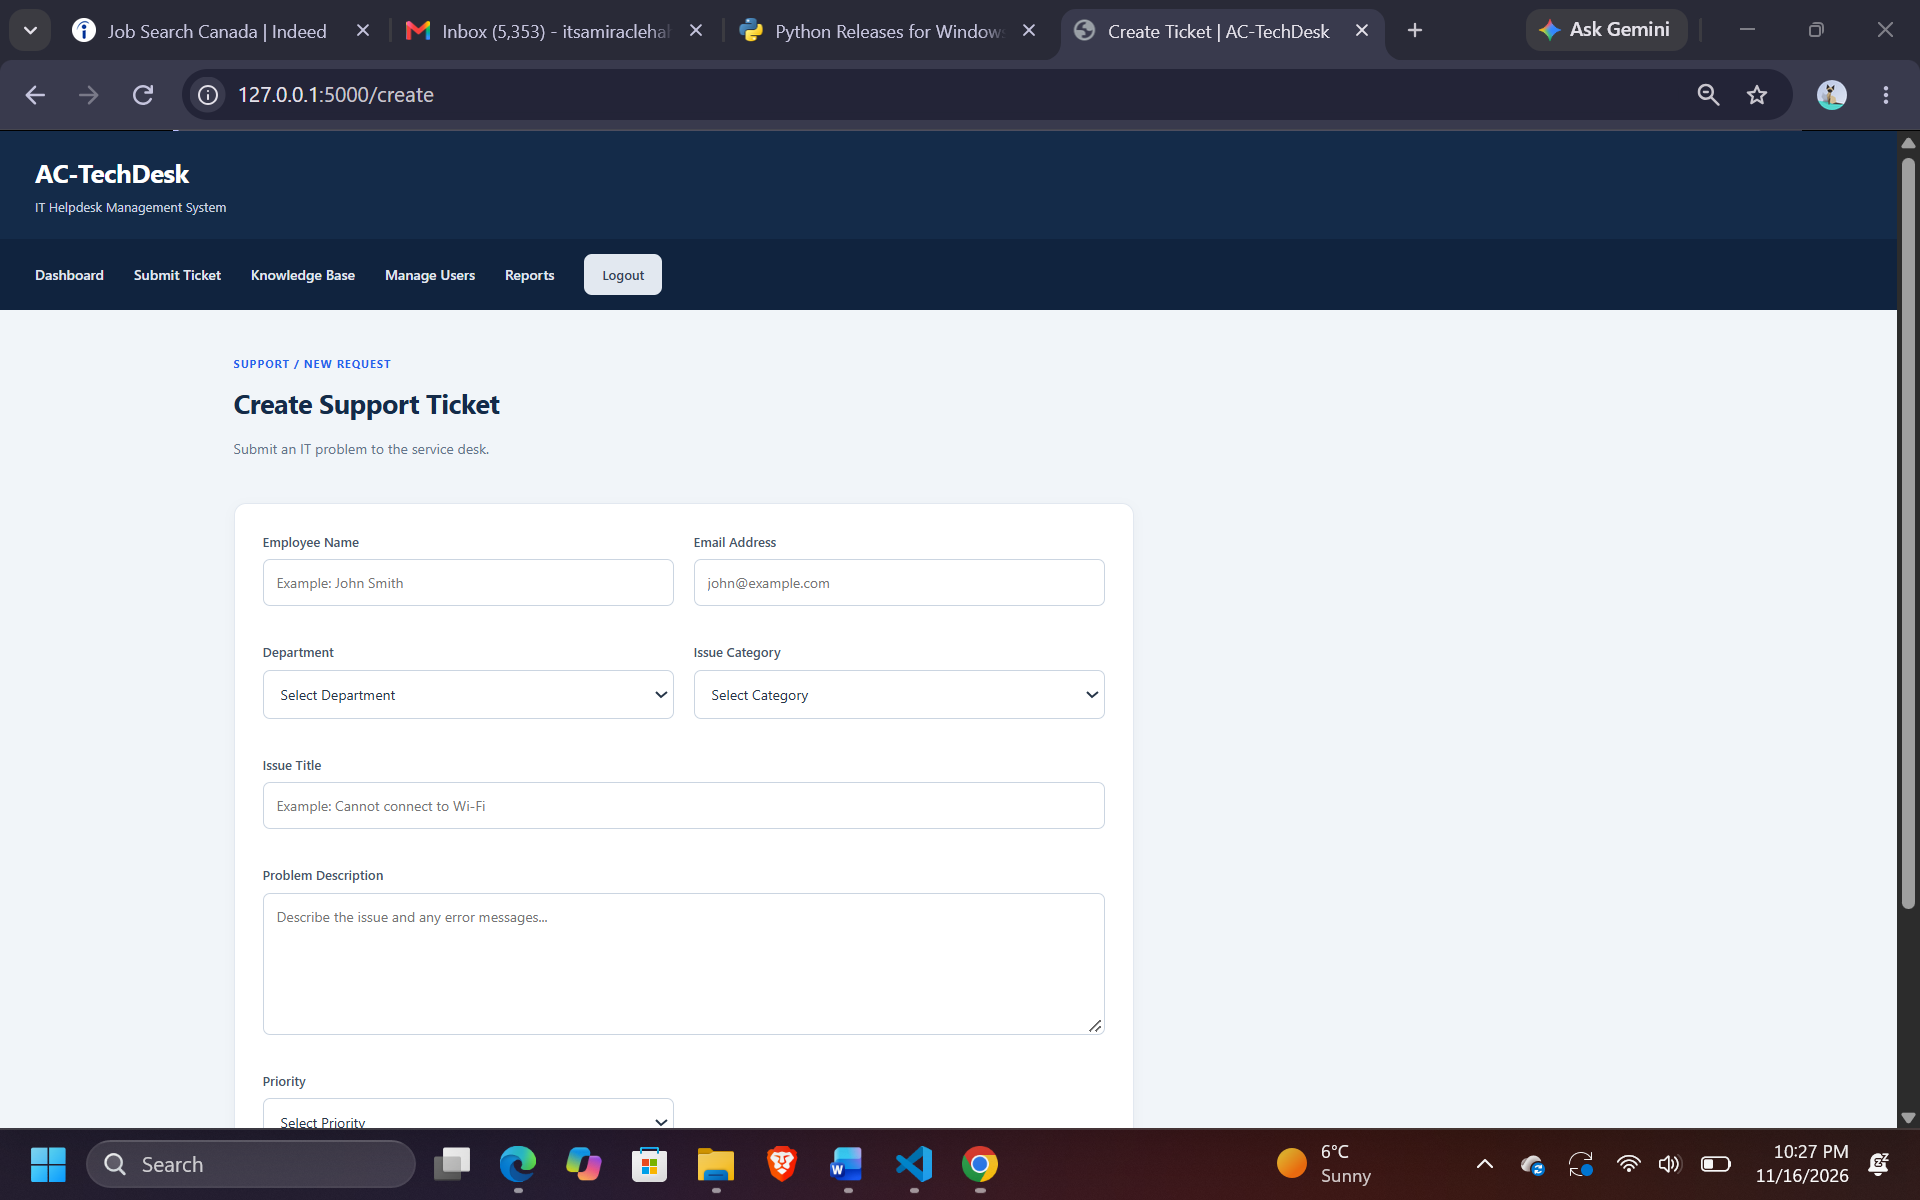 Job Search Canada | Indeed
Inbox (5,353) - itsamiraclehal
Python Releases for Windows
Create Ticket | AC-TechDesk
Ask Gemini
127.0.0.1:5000/create
AC-TechDesk
IT Helpdesk Management System
Dashboard
Submit Ticket
Knowledge Base
Manage Users
Reports
Logout
SUPPORT / NEW REQUEST
Create Support Ticket
Submit an IT problem to the service desk.
Employee Name
Email Address
Example: John Smith
john@example.com
Department
Issue Category
Select Department
Select Category
Issue Title
Example: Cannot connect to Wi-Fi
Problem Description
Describe the issue and any error messages...
Priority
Select Priority
Search
6°C
Sunny
10:27 PM
11/16/2026